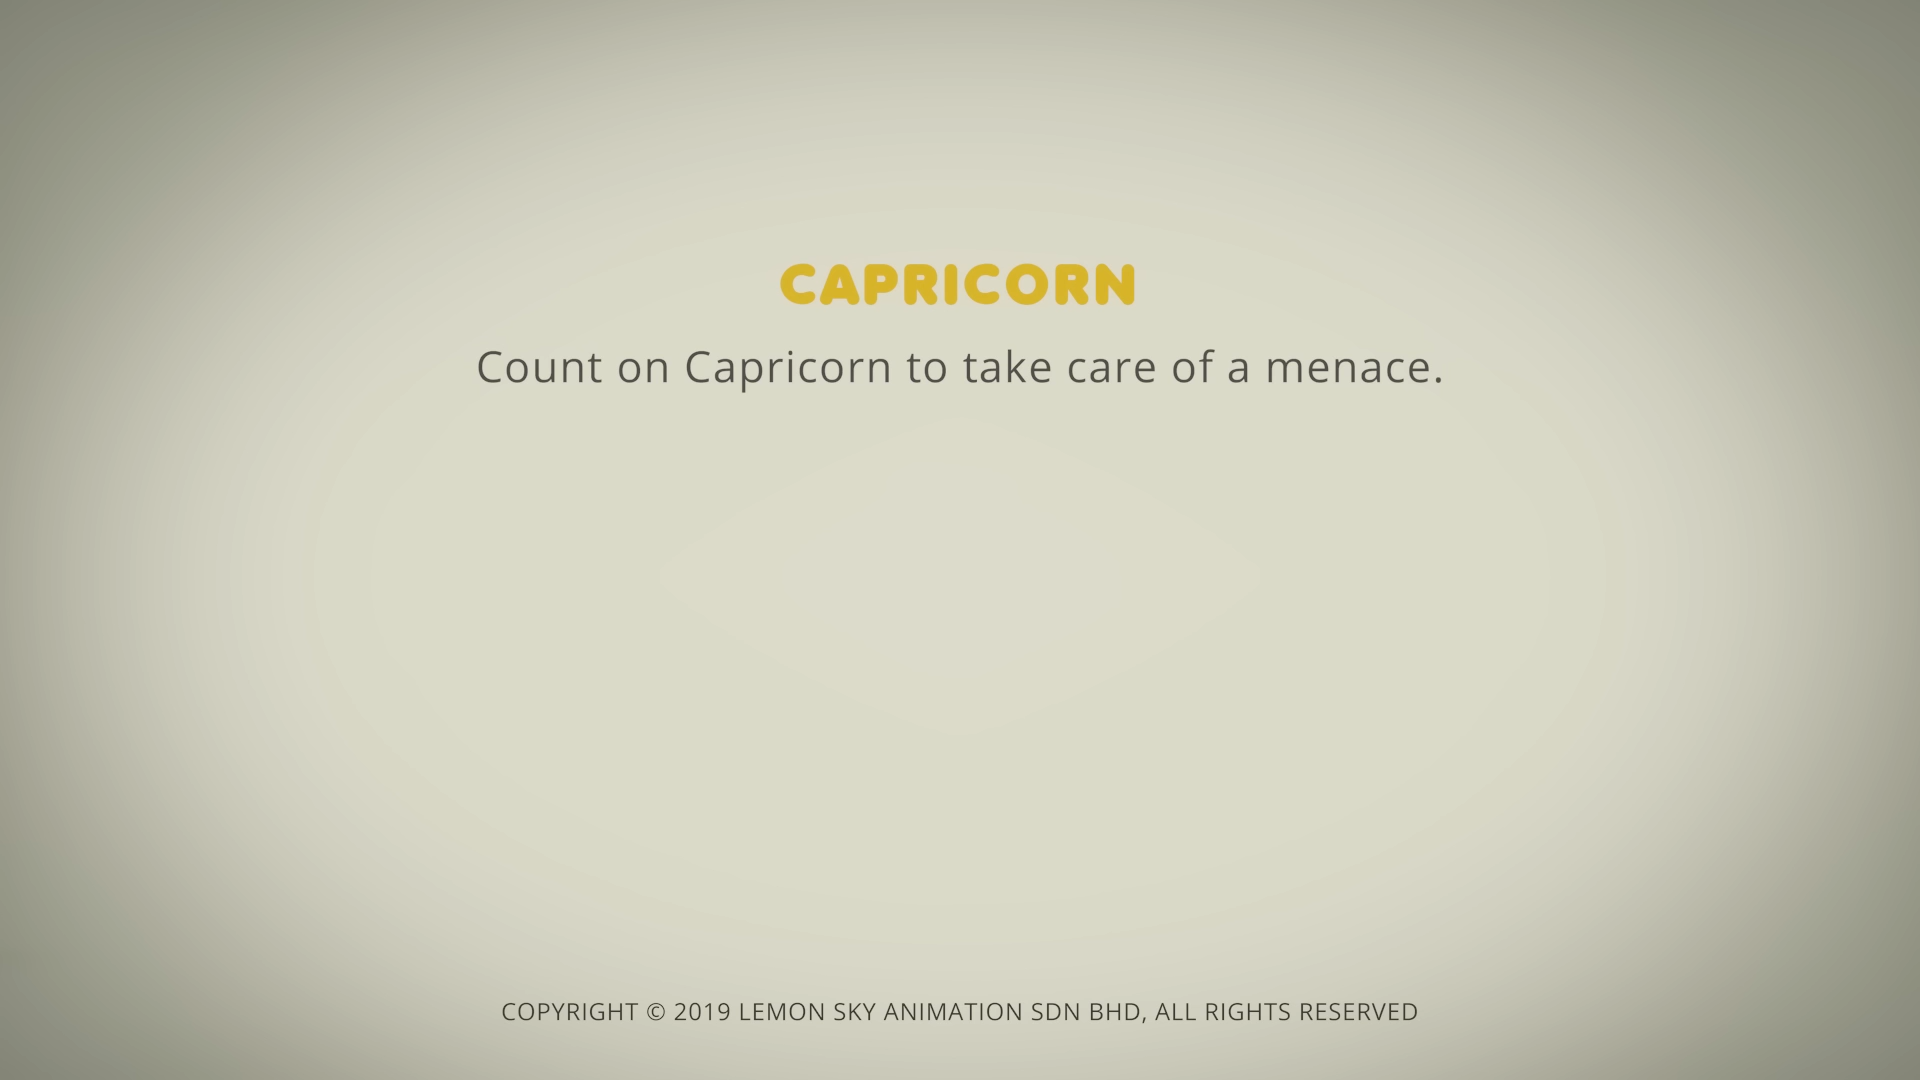 CAPRICORN
Count on Capricorn to take care of a menace.
COPYRIGHT © 2019 LEMON SKY ANIMATION SDN BHD, ALL RIGHTS RESERVED